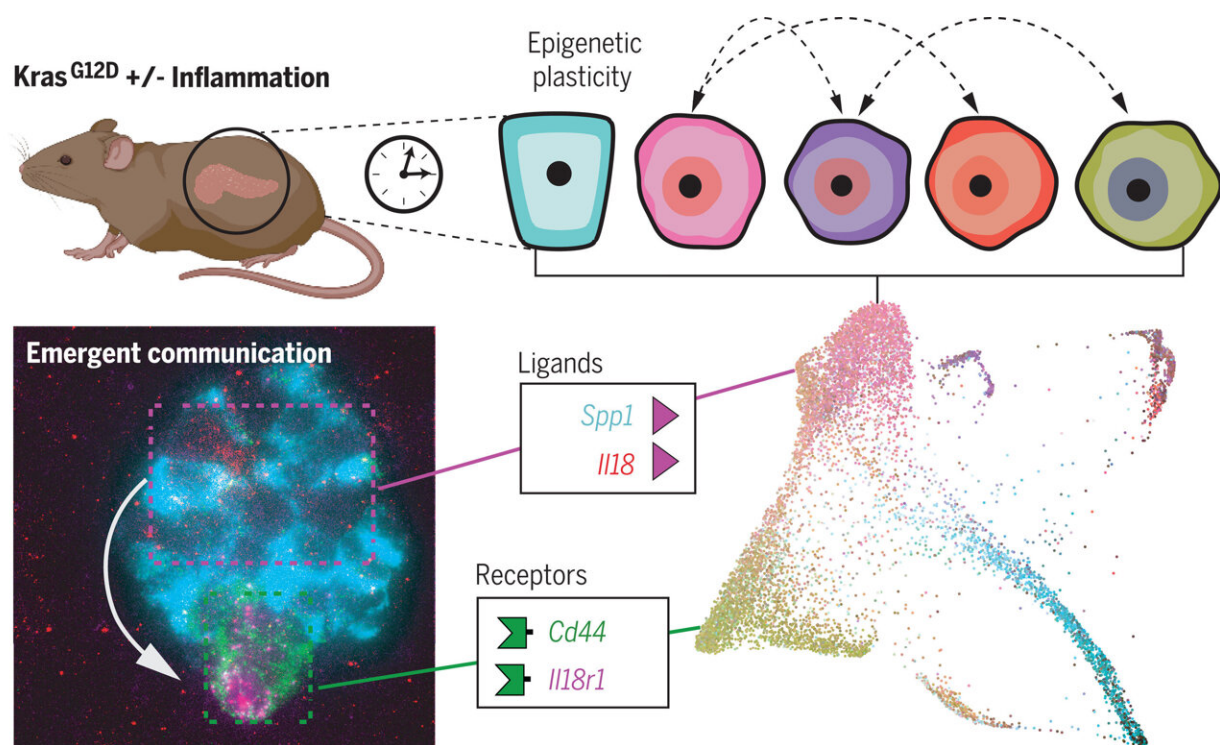 Kras G12D +/- Inflammation
Epigenetic
plasticity
Emergent communication
Ligands
Spp1
Il18
Receptors
Cd44
Il18r1